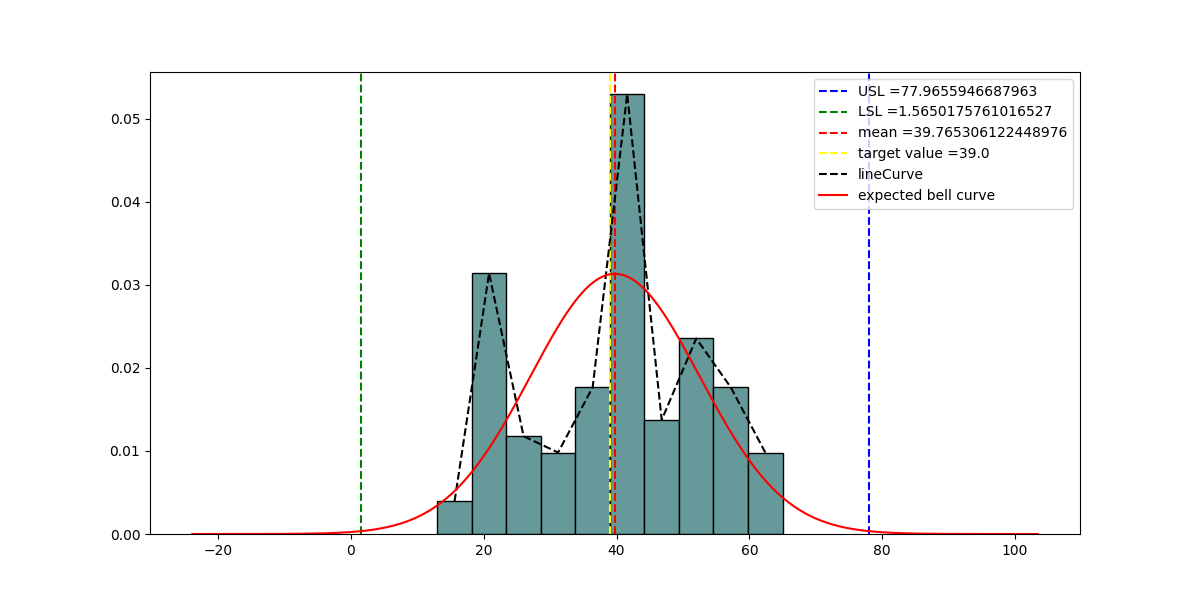 USL =77.9655946687963
LSL =1.5650175761016527
mean =39.765306122448976
target value =39.0
lineCurve
expected bell curve
0.05
0.04
0.03
0.02
0.01
0.00
−20 0 20 40 60 80 100